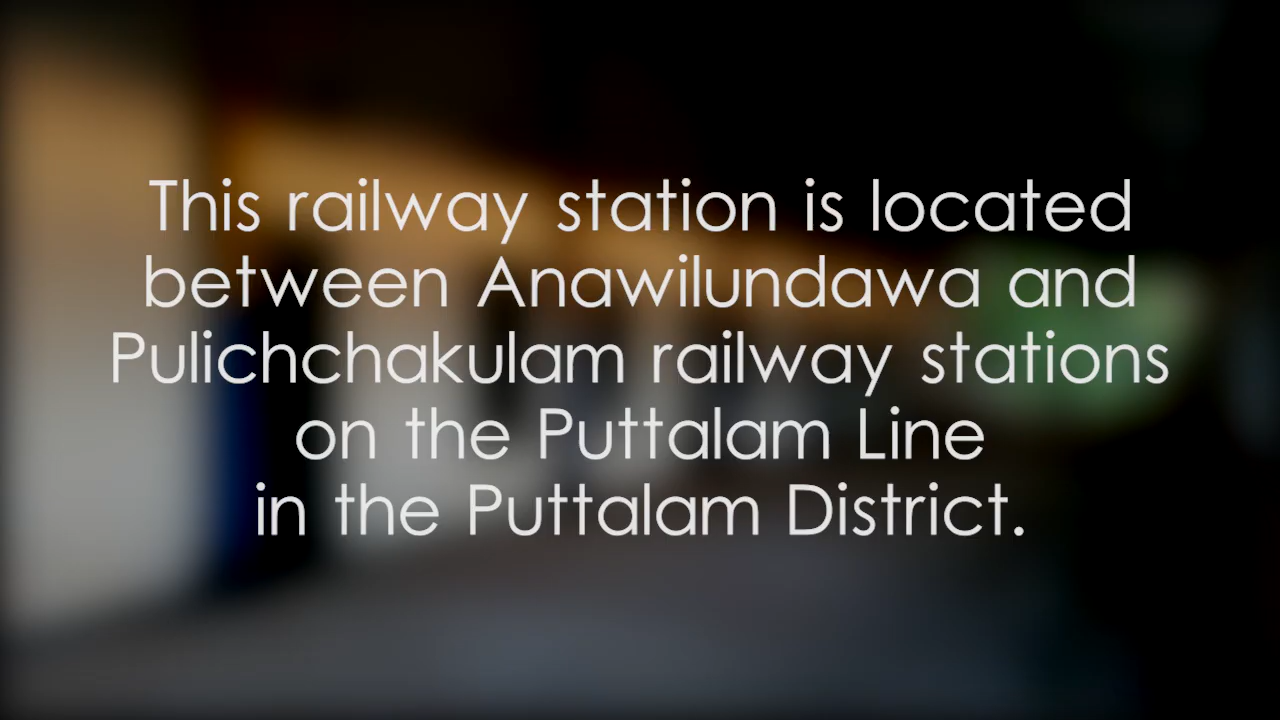 This railway station is located
between Anawilundawa and
Pulichchakulam railway stations
on the Puttalam Line
in the Puttalam District.